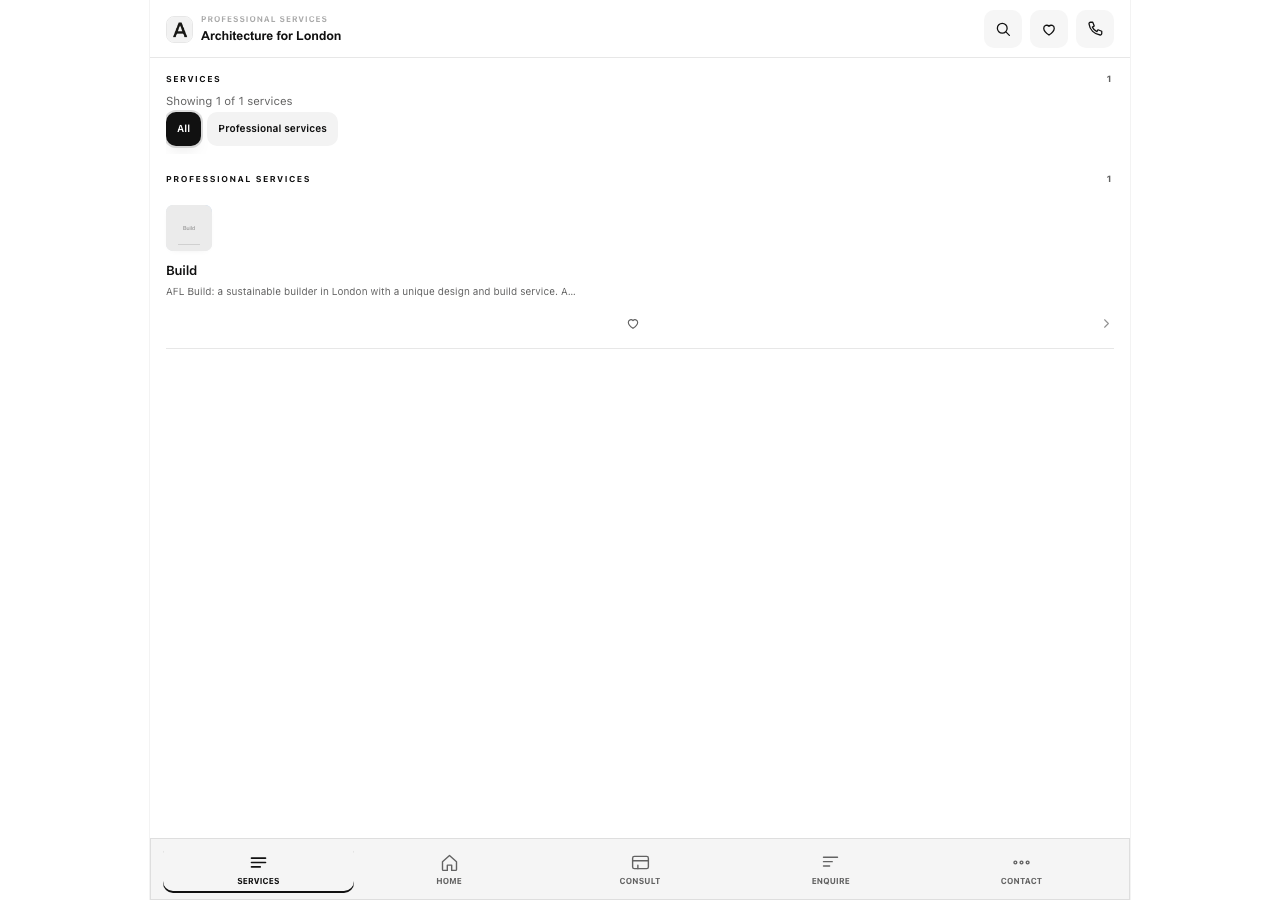 A
PROFESSIONAL SERVICES
Architecture for London
SERVICES
1
Showing 1 of 1 services
All
Professional services
PROFESSIONAL SERVICES
1
Build
Build
AFL Build: a sustainable builder in London with a unique design and build service. A...
SERVICES
HOME
CONSULT
ENQUIRE
CONTACT